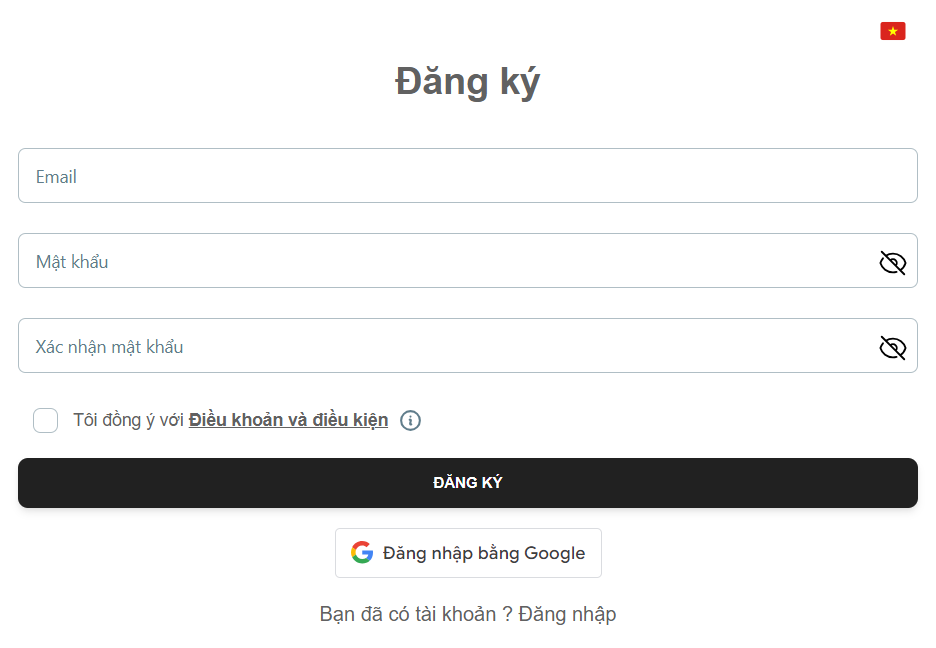 Đăng ký
Email
Mật khẩu
Xác nhận mật khẩu
Tôi đồng ý với Điều khoản và điều kiện
ĐĂNG KÝ
Đăng nhập bằng Google
Bạn đã có tài khoản ? Đăng nhập